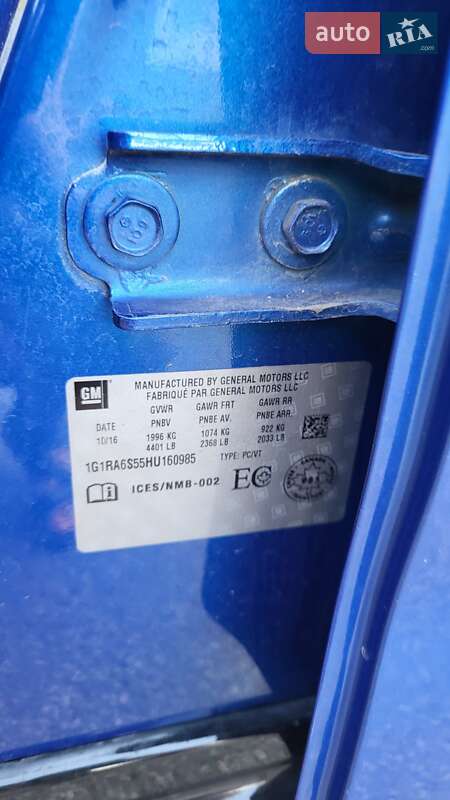 auto RIA
.com
GM
MANUFACTURED BY GENERAL MOTORS LLC
FABRIQUÉ PAR GENERAL MOTORS LLC
GVWR GAWR FRT GAWR RR
DATE PNBV PNBE AV. PNBE ARR.
10/16 1996 KG 1074 KG 922 KG
4401 LB 2368 LB 2033 LB
1G1RA6S55HU160985 TYPE: PC/VT
ICES/NMB-002 EC